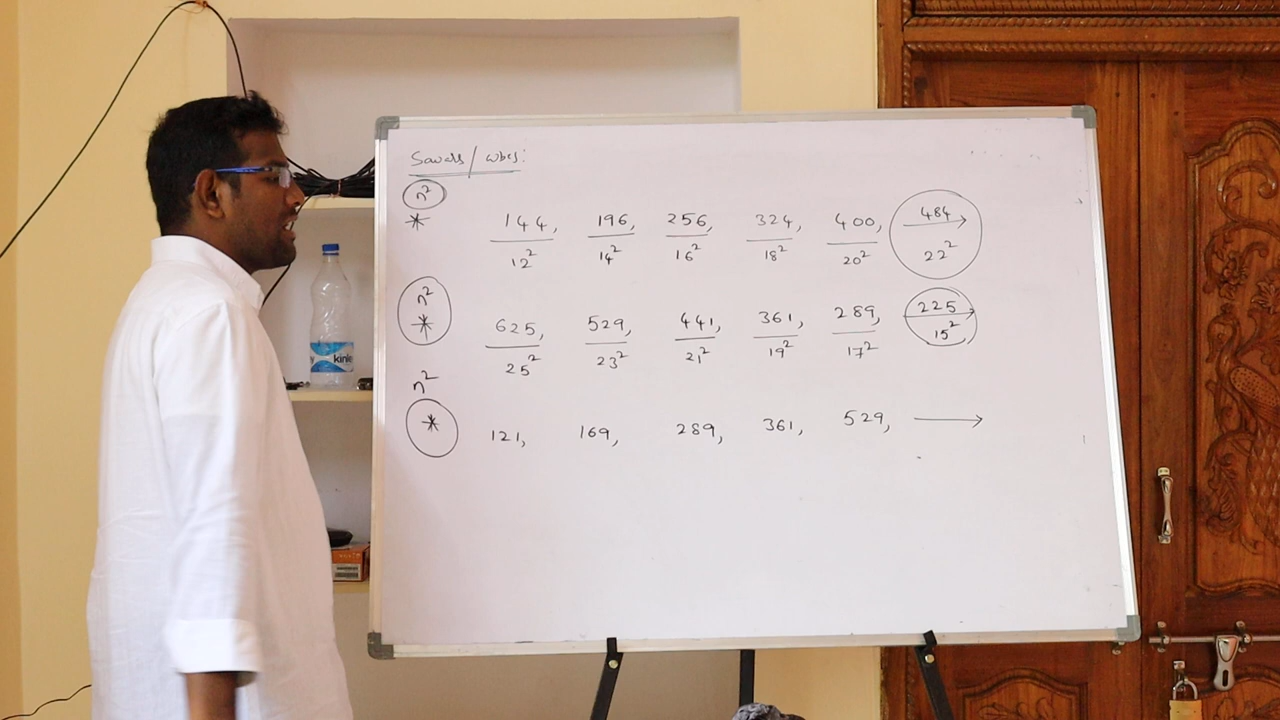 / cubes:
n²
* 144, 196, 256, 324, 400, 484
12² 14² 16² 18² 20² 22²
n²
* 625, 529, 441, 361, 289, 225
25² 23² 21² 19² 17² 15²
n²
* 121, 169, 289, 361, 529, →
kinle